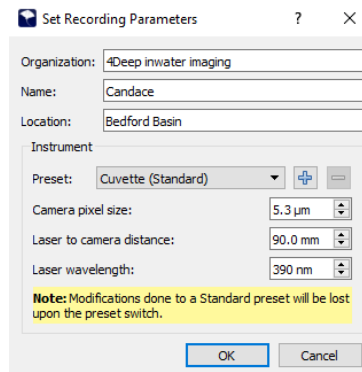 Set Recording Parameters
Organization: 4Deep inwater imaging
Name: Candace
Location: Bedford Basin
Instrument
Preset: Cuvette (Standard)
Camera pixel size: 5.3 µm
Laser to camera distance: 90.0 mm
Laser wavelength: 390 nm
Note: Modifications done to a Standard preset will be lost
upon the preset switch.
OK Cancel